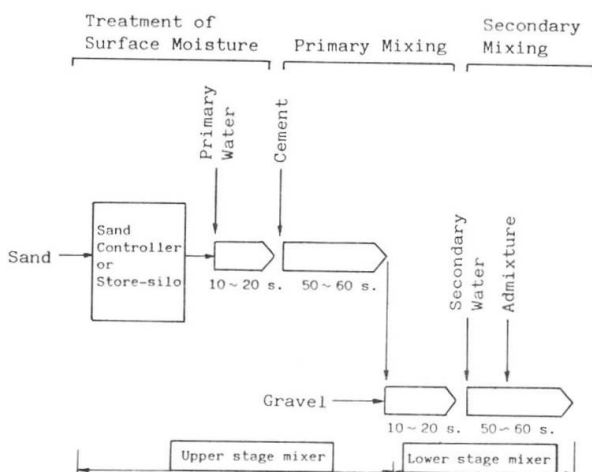 Treatment of
Surface Moisture
Primary Mixing
Secondary
Mixing
Primary
Water
Cement
Sand
Sand
Controller
or
Store-silo
10~20 s.
50~60 s.
Secondary
Water
Admixture
Gravel
10~20 s.
50~60 s.
Upper stage mixer
Lower stage mixer